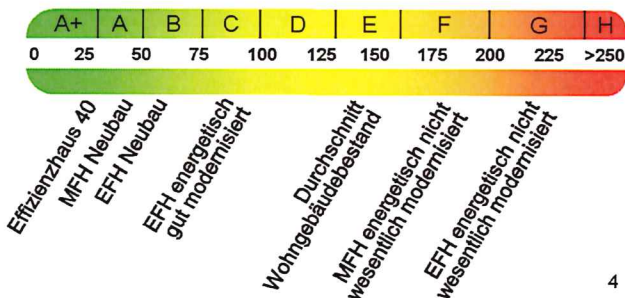 A+ A B C D E F G H
0 25 50 75 100 125 150 175 200 225 >250
Effizienzhaus 40
MFH Neubau
EFH Neubau
EFH energetisch
gut modernisiert
Durchschnitt
Wohngebäudebestand
MFH energetisch nicht
wesentlich modernisiert
EFH energetisch nicht
wesentlich modernisiert
4